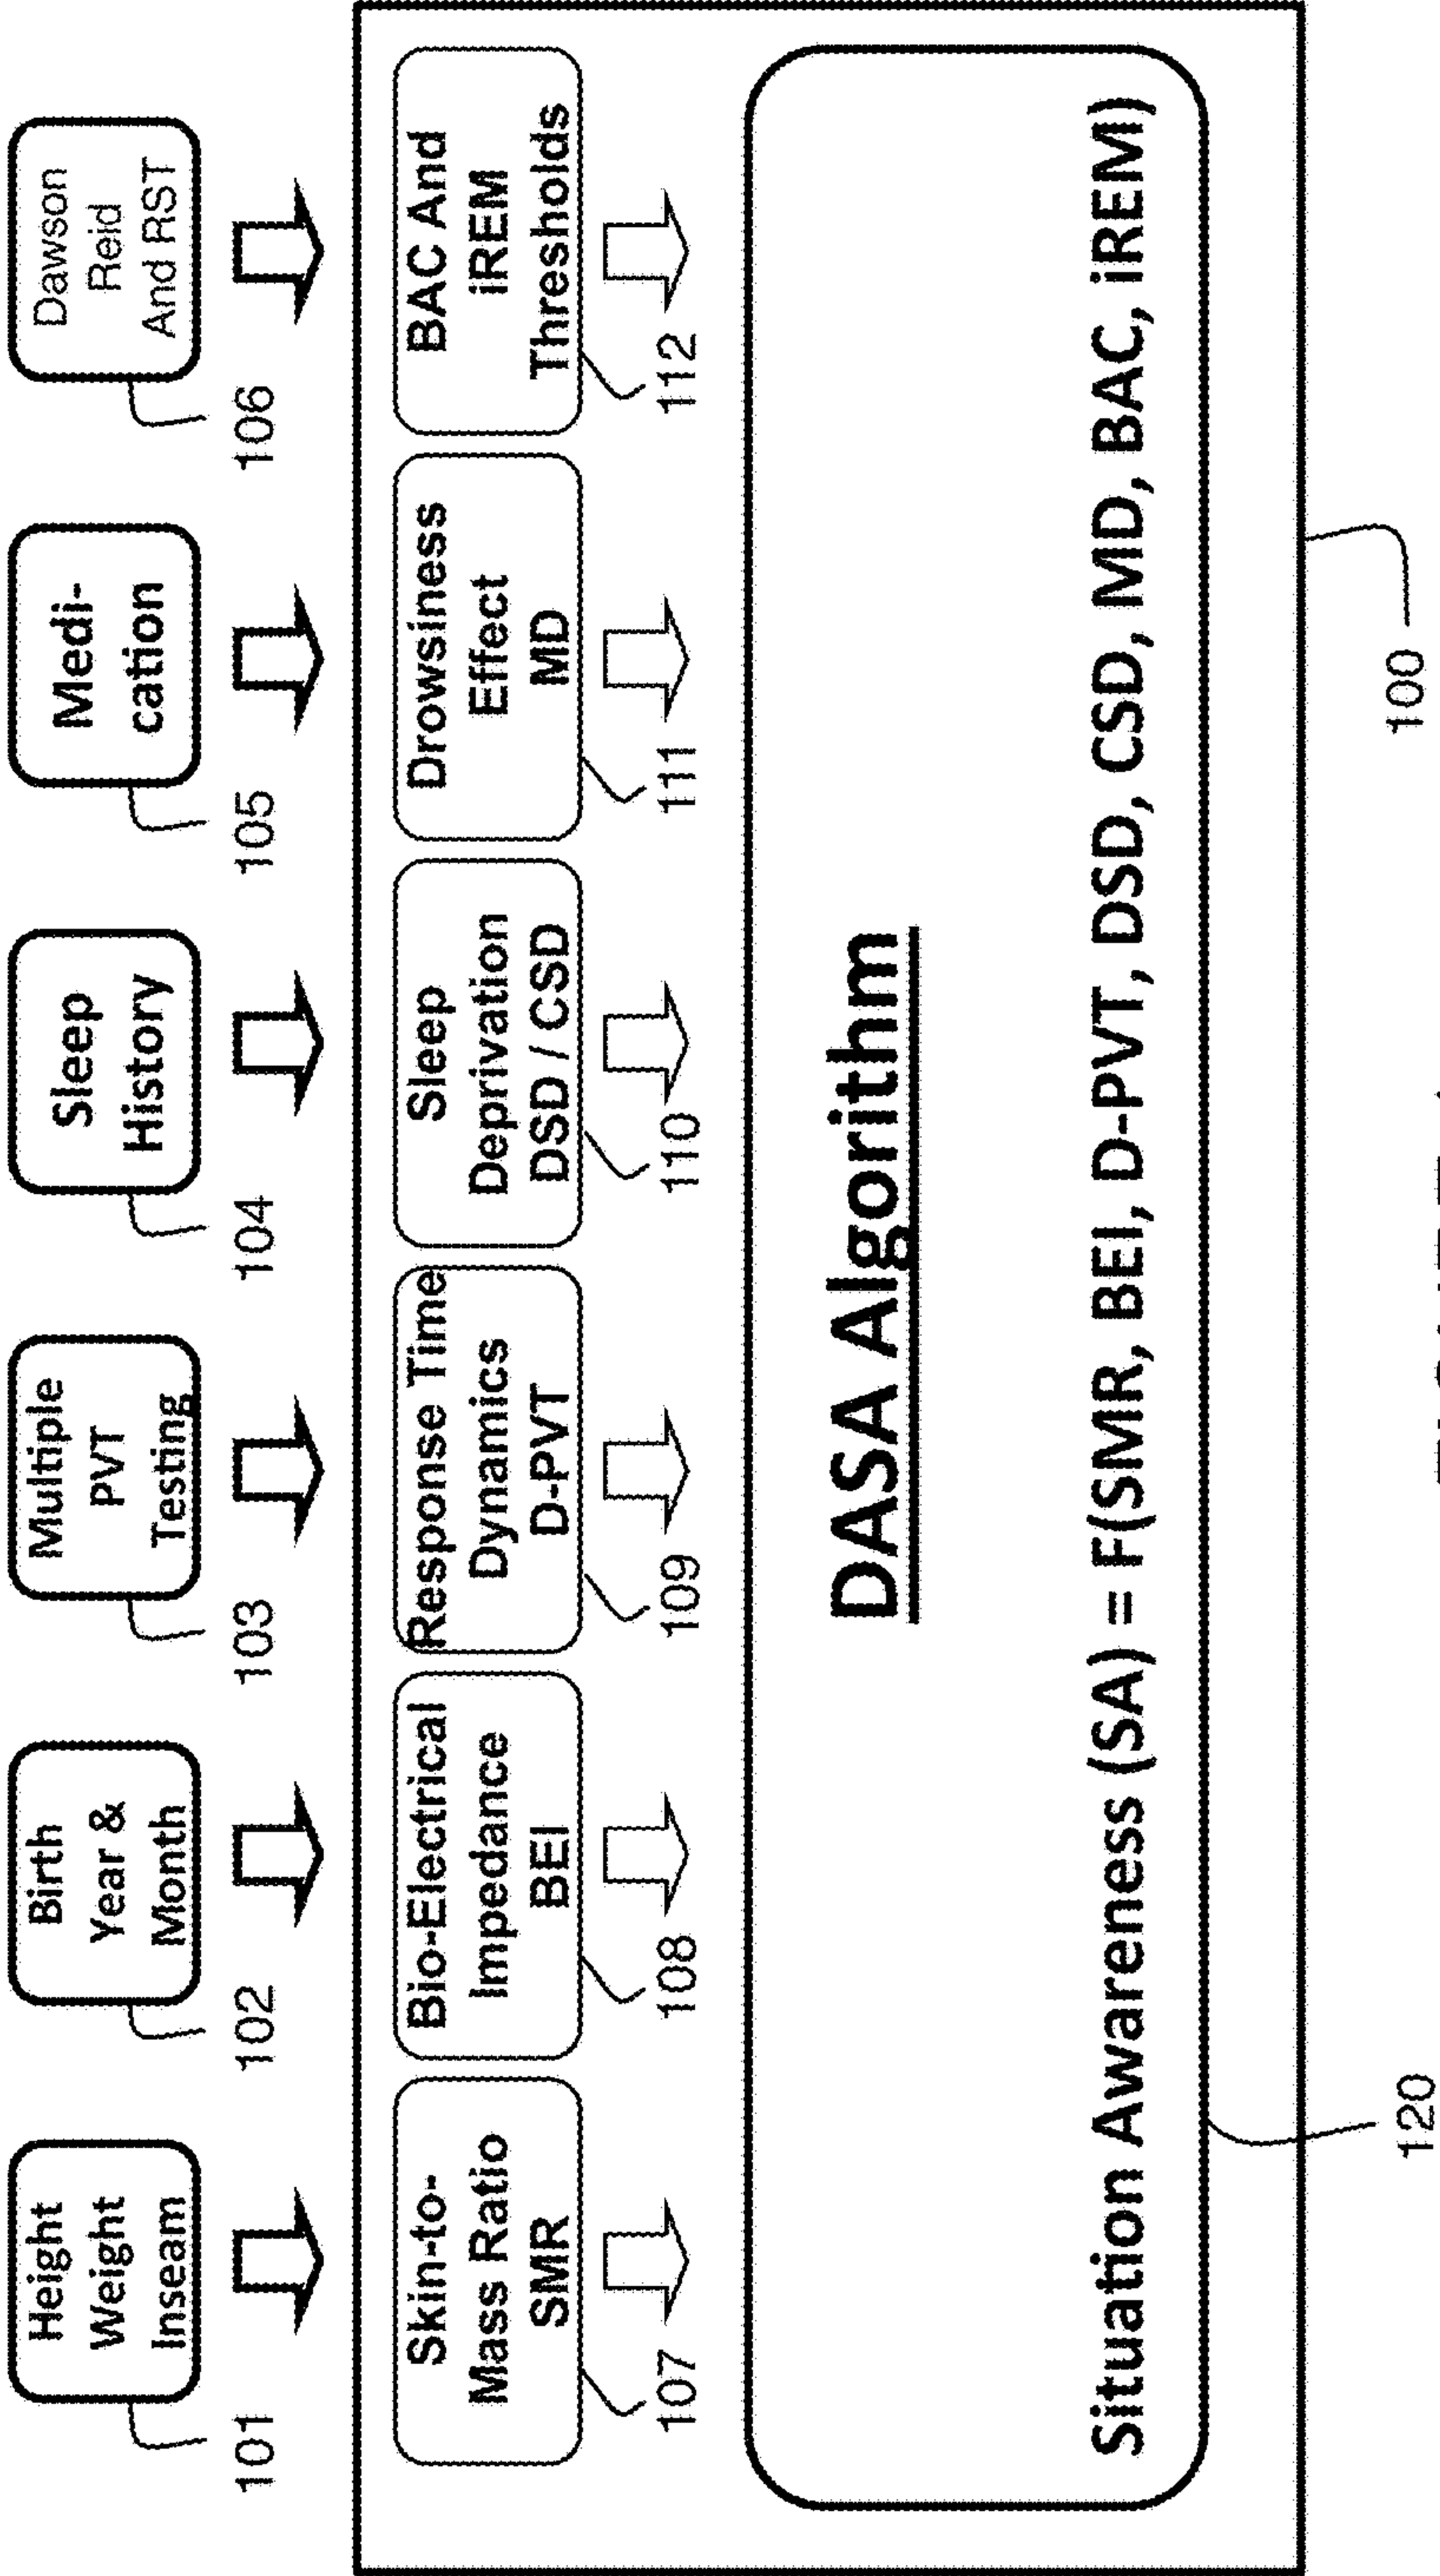 Height
Weight
Inseam
101
Birth
Year &
Month
102
Multiple
PVT
Testing
103
Sleep
History
104
Medi-
cation
105
Dawson
Reid
And RST
106
Skin-to-
Mass Ratio
SMR
107
Bio-Electrical
Impedance
BEI
108
Response Time
Dynamics
D-PVT
109
Sleep
Deprivation
DSD / CSD
110
Drowsiness
Effect
MD
111
BAC And
iREM
Thresholds
112
DASA Algorithm
Situation Awareness (SA) = F(SMR, BEI, D-PVT, DSD, CSD, MD, BAC, iREM)
120
100